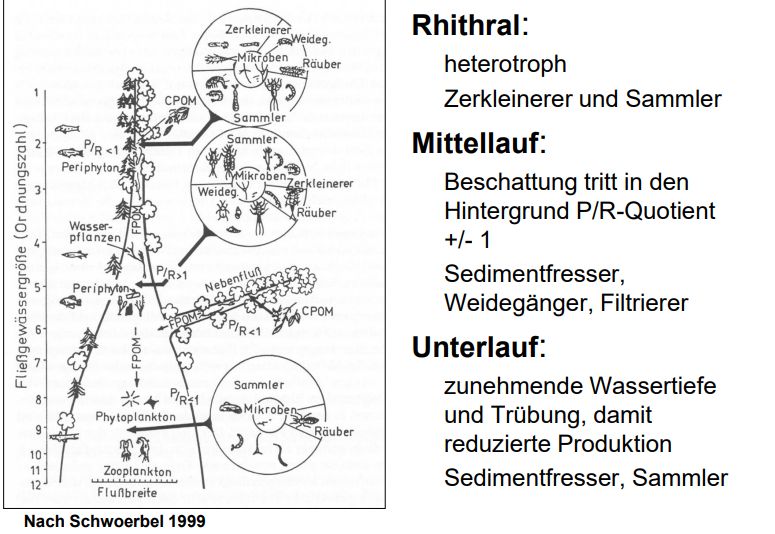 Zerkleinerer
Weideg.
Mikroben
Räuber
Sammler
CPOM
1
P/R <1
2
Periphyton
3
FPOM
Sammler
Mikroben
Zerkleinerer
Weideg.
Räuber
Wasser-
pflanzen
4
P/R>1
5
Periphyton
Nebenfluß
CPOM
FPOM
P/R<1
6
FPOM
7
P/R<1
8
Phytoplankton
9
Sammler
Mikroben
Räuber
10
11
Zooplankton
12
Flußbreite
Fließgewässergröße (Ordnungszahl)
Nach Schwoerbel 1999
Rhithral:
heterotroph
Zerkleinerer und Sammler
Mittellauf:
Beschattung tritt in den
Hintergrund P/R-Quotient
+/- 1
Sedimentfresser,
Weidegänger, Filtrierer
Unterlauf:
zunehmende Wassertiefe
und Trübung, damit
reduzierte Produktion
Sedimentfresser, Sammler